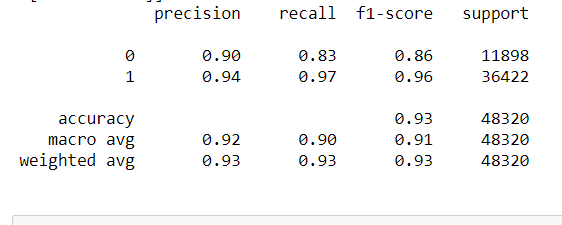 precision recall f1-score support
0 0.90 0.83 0.86 11898
1 0.94 0.97 0.96 36422
accuracy 0.93 48320
macro avg 0.92 0.90 0.91 48320
weighted avg 0.93 0.93 0.93 48320